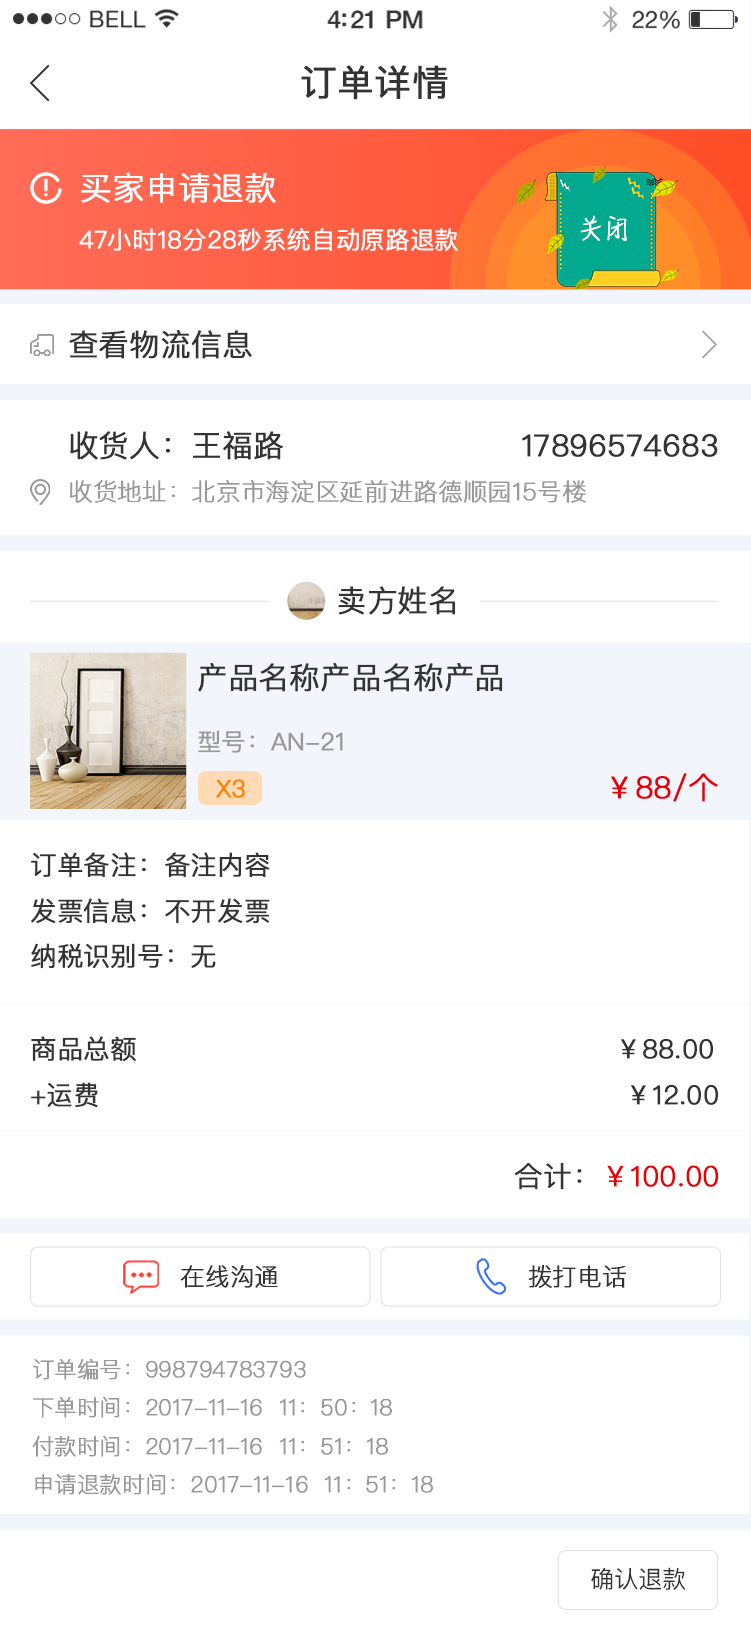 BELL 4:21 PM 22%
订单详情
买家申请退款
47小时18分28秒系统自动原路退款
关闭
查看物流信息
收货人：王福路 17896574683
收货地址：北京市海淀区延前进路德顺园15号楼
卖方姓名
产品名称产品名称产品
型号：AN-21
X3 ¥88/个
订单备注：备注内容
发票信息：不开发票
纳税识别号：无
商品总额 ¥88.00
+运费 ¥12.00
合计：¥100.00
在线沟通 拨打电话
订单编号：998794783793
下单时间：2017-11-16 11：50：18
付款时间：2017-11-16 11：51：18
申请退款时间：2017-11-16 11：51：18
确认退款